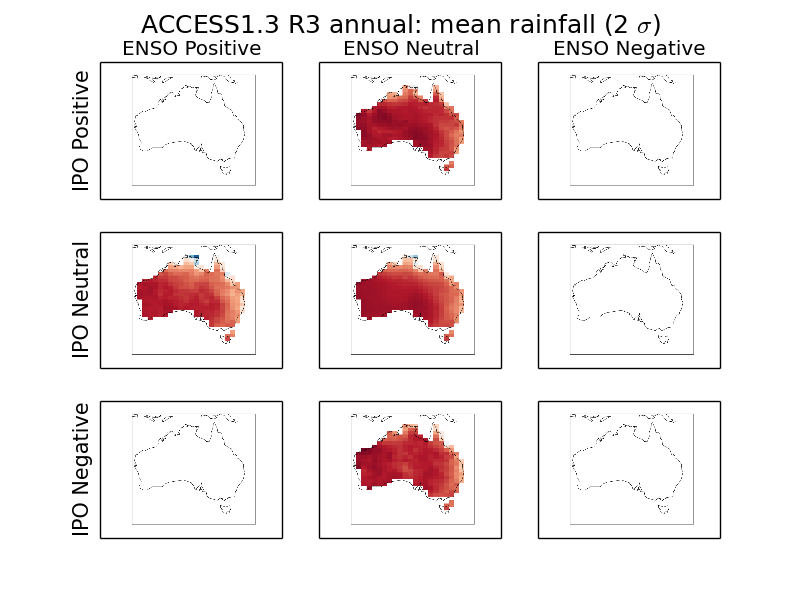 ACCESS1.3 R3 annual: mean rainfall (2 σ)
ENSO Positive ENSO Neutral ENSO Negative
IPO Positive
IPO Neutral
IPO Negative